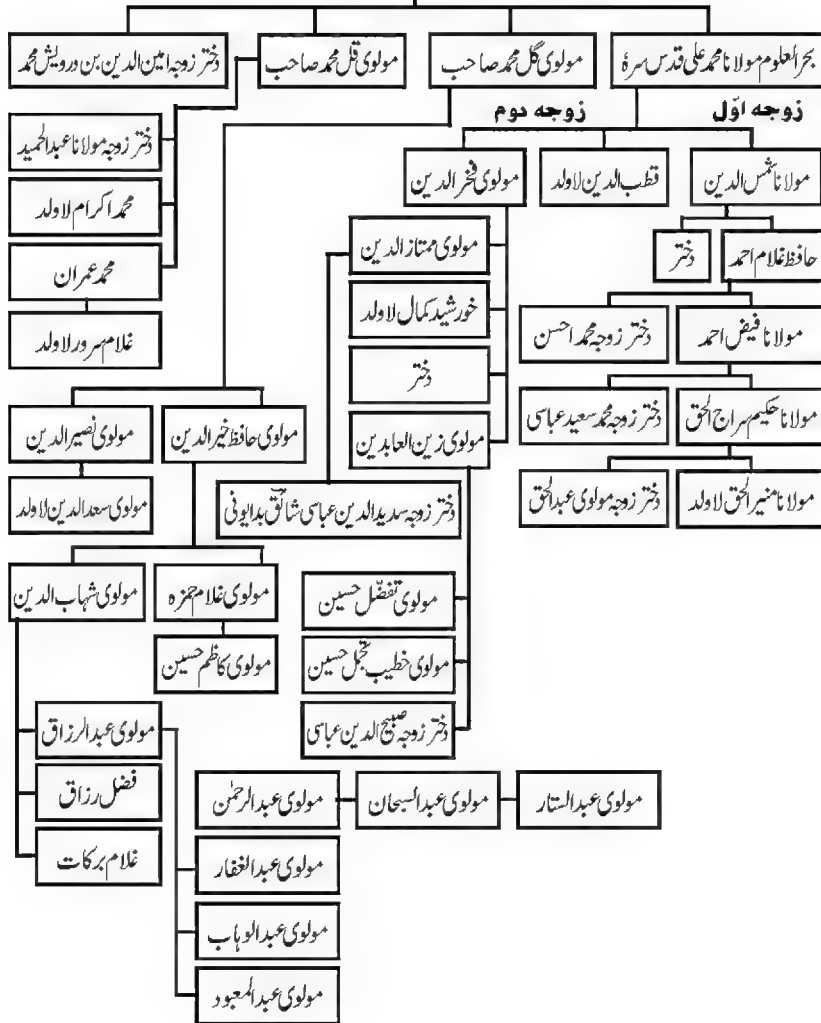 بحر العلوم مولانا محمد علی قدس سرہٗ
مولوی گل محمد صاحب
مولوی قل محمد صاحب
دختر زوجہ امین الدین بن درویش محمد
زوجہ اوّل
زوجہ دوم
مولانا شمس الدین
قطب الدین لاولد
مولوی فخر الدین
حافظ غلام احمد
دختر
مولانا فیض احمد
دختر زوجہ محمد احسن
مولانا حکیم سراج الحق
دختر زوجہ محمد سعید عباسی
مولانا منیر الحق لاولد
دختر زوجہ مولوی عبدالحق
مولوی ممتاز الدین
خورشید کمال لاولد
دختر
مولوی زین العابدین
دختر زوجہ سدید الدین عباسی شائق بدایونی
مولوی تفضّل حسین
مولوی خطیب تجمل حسین
دختر زوجہ صبیح الدین عباسی
دختر زوجہ مولانا عبدالحمید
محمد اکرام لاولد
محمد عمران
غلام سرور لاولد
مولوی حافظ خیر الدین
مولوی نصیر الدین
مولوی سعد الدین لاولد
مولوی غلام حمزہ
مولوی شہاب الدین
مولوی کاظم حسین
مولوی عبدالرزاق
فضل رزاق
غلام برکات
مولوی عبدالرحمٰن
مولوی عبدالسبحان
مولوی عبدالستار
مولوی عبدالغفار
مولوی عبدالوہاب
مولوی عبدالمعبود